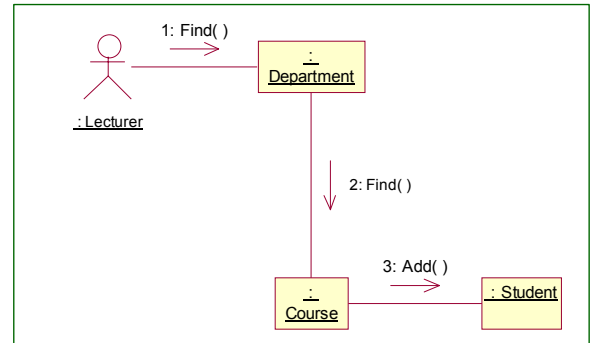 1: Find( )
:
Department
: Lecturer
2: Find( )
3: Add( )
:
Course
: Student